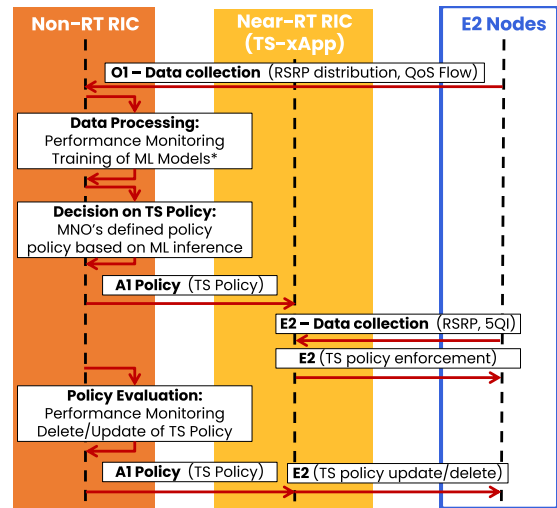 Non-RT RIC
Near-RT RIC
(TS-xApp)
E2 Nodes
O1 – Data collection (RSRP distribution, QoS Flow)
Data Processing:
Performance Monitoring
Training of ML Models*
Decision on TS Policy:
MNO's defined policy
policy based on ML inference
A1 Policy (TS Policy)
E2 – Data collection (RSRP, 5QI)
E2 (TS policy enforcement)
Policy Evaluation:
Performance Monitoring
Delete/Update of TS Policy
A1 Policy (TS Policy)
E2 (TS policy update/delete)